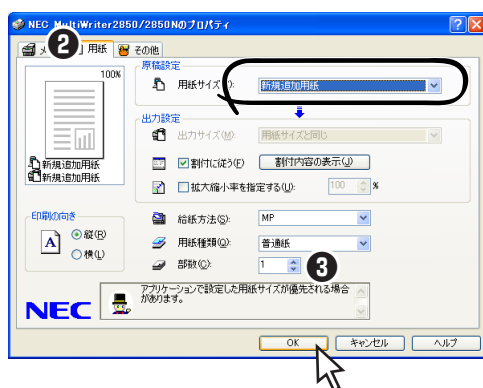 NEC MultiWriter2850/2850Nのプロパティ
メ
2
用紙
その他
100%
新規追加用紙
新規追加用紙
原稿設定
用紙サイズ
新規追加用紙
出力設定
出力サイズ(M):
用紙サイズと同じ
割付に従う(F)
割付内容の表示(J)
拡大縮小率を指定する(U):
100 %
印刷の向き
A
縦(R)
横(L)
給紙方法(S):
MP
用紙種類(Q):
普通紙
部数(C):
1
3
NEC
アプリケーションで設定した用紙サイズが優先される場合
があります。
OK
キャンセル
ヘルプ